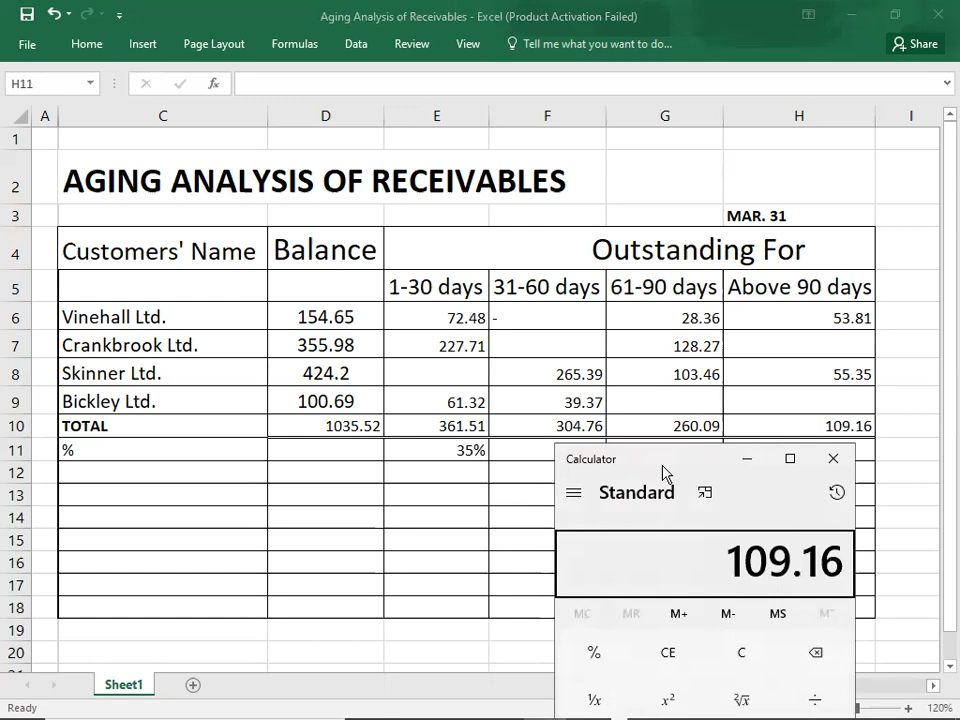 Aging Analysis of Receivables - Excel (Product Activation Failed)
File Home Insert Page Layout Formulas Data Review View Tell me what you want to do... Share
H11 fx
A C D E F G H I
1
2 AGING ANALYSIS OF RECEIVABLES
3 MAR. 31
4 Customers' Name Balance Outstanding For
5 1-30 days 31-60 days 61-90 days Above 90 days
6 Vinehall Ltd. 154.65 72.48 - 28.36 53.81
7 Crankbrook Ltd. 355.98 227.71 128.27
8 Skinner Ltd. 424.2 265.39 103.46 55.35
9 Bickley Ltd. 100.69 61.32 39.37
10 TOTAL 1035.52 361.51 304.76 260.09 109.16
11 % 35%
12
13
14
15
16
17
18
19
20
Calculator
Standard
109.16
MC MR M+ M- MS M˅
% CE C
¹/x x² ²√x ÷
Sheet1
Ready + 120%